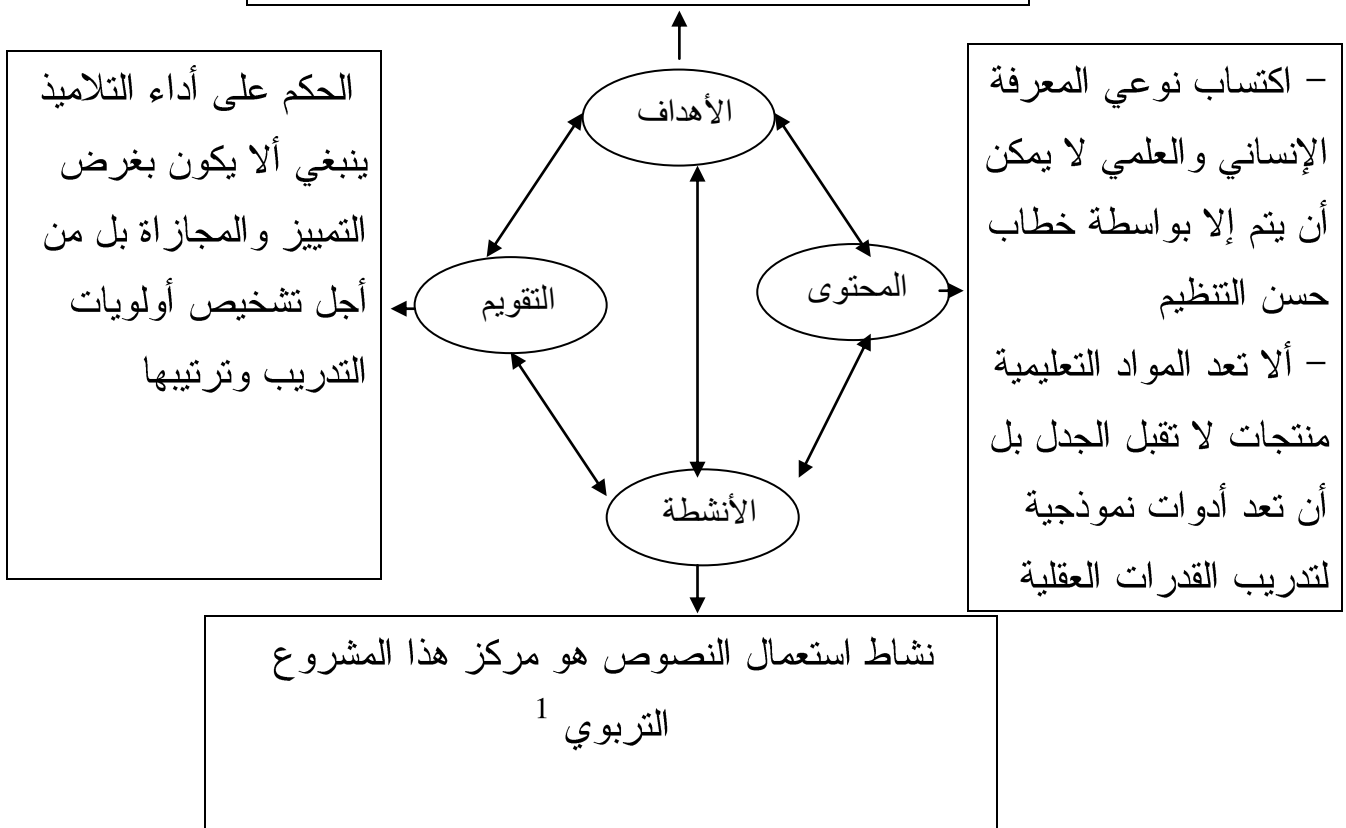 الأهداف
– اكتساب نوعي المعرفة
الإنساني والعلمي لا يمكن
أن يتم إلا بواسطة خطاب
حسن التنظيم
– ألا تعد المواد التعليمية
منتجات لا تقبل الجدل بل
أن تعد أدوات نموذجية
لتدريب القدرات العقلية
المحتوى
التقويم
الحكم على أداء التلاميذ
ينبغي ألا يكون بغرض
التمييز والمجازاة بل من
أجل تشخيص أولويات
التدريب وترتيبها
الأنشطة
نشاط استعمال النصوص هو مركز هذا المشروع
التربوي 1